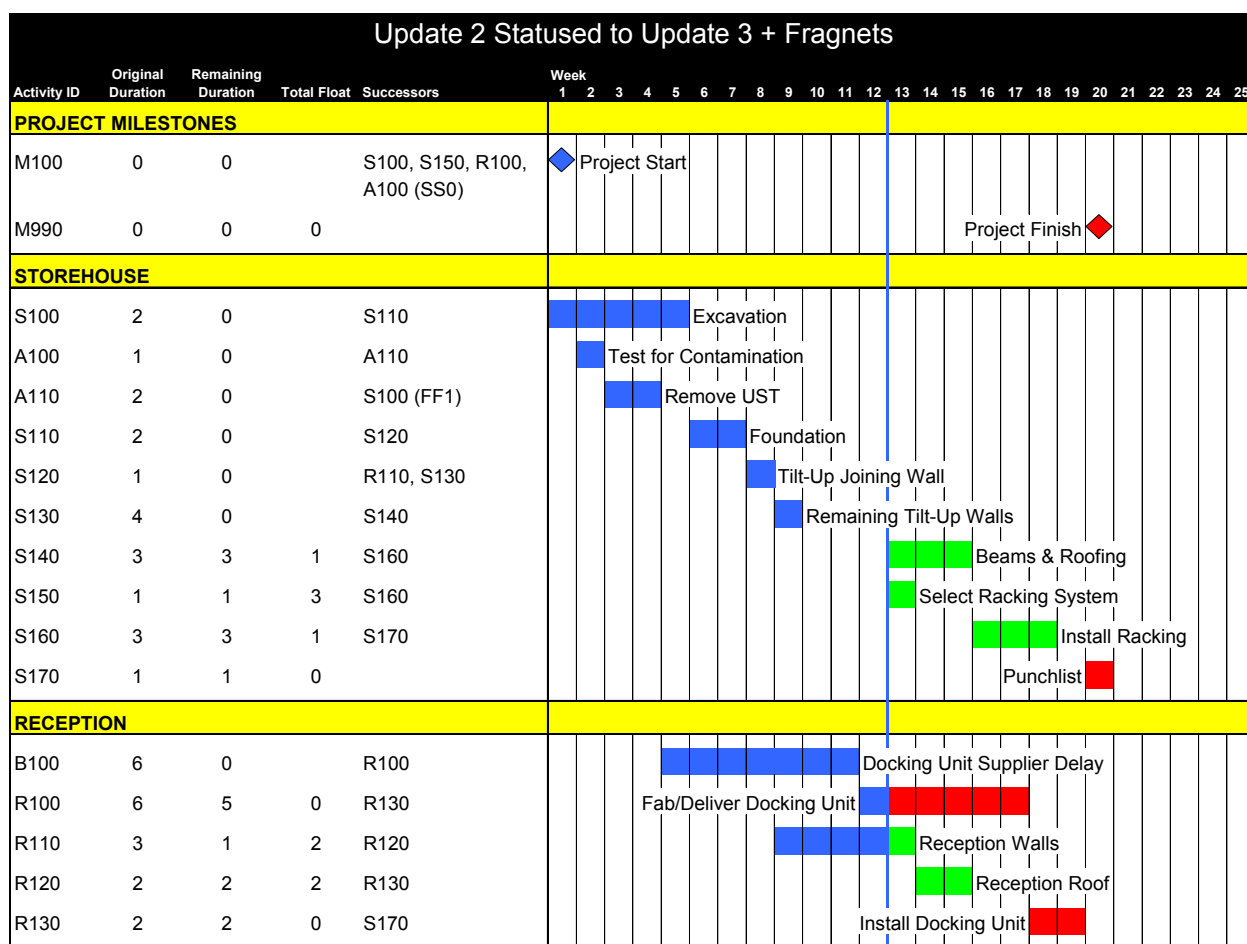 Update 2 Statused to Update 3 + Fragnets
Original Remaining Week
Activity ID Duration Duration Total Float Successors 1 2 3 4 5 6 7 8 9 10 11 12 13 14 15 16 17 18 19 20 21 22 23 24 25
PROJECT MILESTONES
M100 0 0 S100, S150, R100, Project Start
A100 (SS0)
M990 0 0 0 Project Finish
STOREHOUSE
S100 2 0 S110 Excavation
A100 1 0 A110 Test for Contamination
A110 2 0 S100 (FF1) Remove UST
S110 2 0 S120 Foundation
S120 1 0 R110, S130 Tilt-Up Joining Wall
S130 4 0 S140 Remaining Tilt-Up Walls
S140 3 3 1 S160 Beams & Roofing
S150 1 1 3 S160 Select Racking System
S160 3 3 1 S170 Install Racking
S170 1 1 0 Punchlist
RECEPTION
B100 6 0 R100 Docking Unit Supplier Delay
R100 6 5 0 R130 Fab/Deliver Docking Unit
R110 3 1 2 R120 Reception Walls
R120 2 2 2 R130 Reception Roof
R130 2 2 0 S170 Install Docking Unit